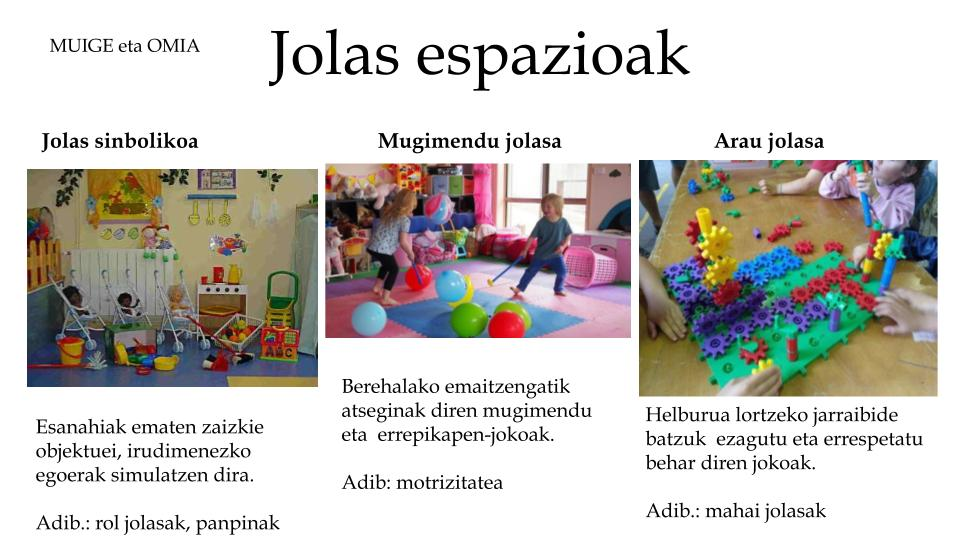 MUIGE eta OMIA
Jolas espazioak
Jolas sinbolikoa
Esanahiak ematen zaizkie
objektuei, irudimenezko
egoerak simulatzen dira.
Adib.: rol jolasak, panpinak
Mugimendu jolasa
Berehalako emaitzengatik
atseginak diren mugimendu
eta errepikapen-jokoak.
Adib: motrizitatea
Arau jolasa
Helburua lortzeko jarraibide
batzuk ezagutu eta errespetatu
behar diren jokoak.
Adib.: mahai jolasak